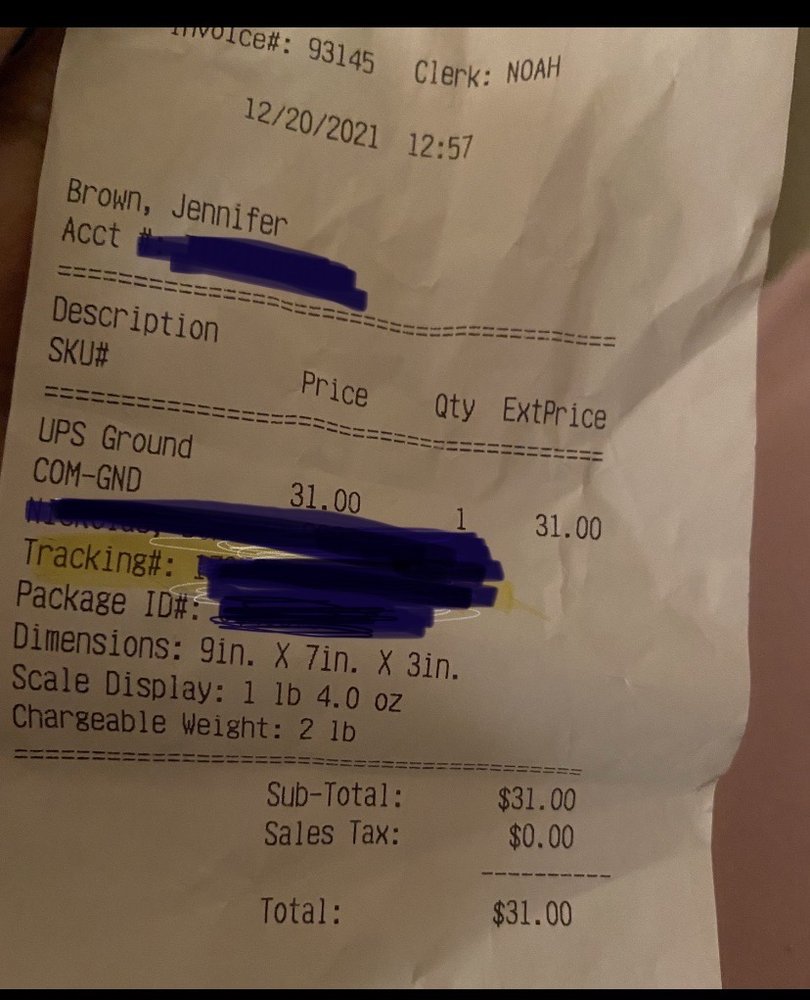 Invoice#: 93145 Clerk: NOAH
12/20/2021 12:57
Brown, Jennifer
Acct #:
==============================
Description
SKU#
Price Qty ExtPrice
==============================
UPS Ground
COM-GND 31.00 1 31.00
Tracking#:
Package ID#:
Dimensions: 9in. X 7in. X 3in.
Scale Display: 1 lb 4.0 oz
Chargeable Weight: 2 lb
==============================
Sub-Total: $31.00
Sales Tax: $0.00
----------
Total: $31.00